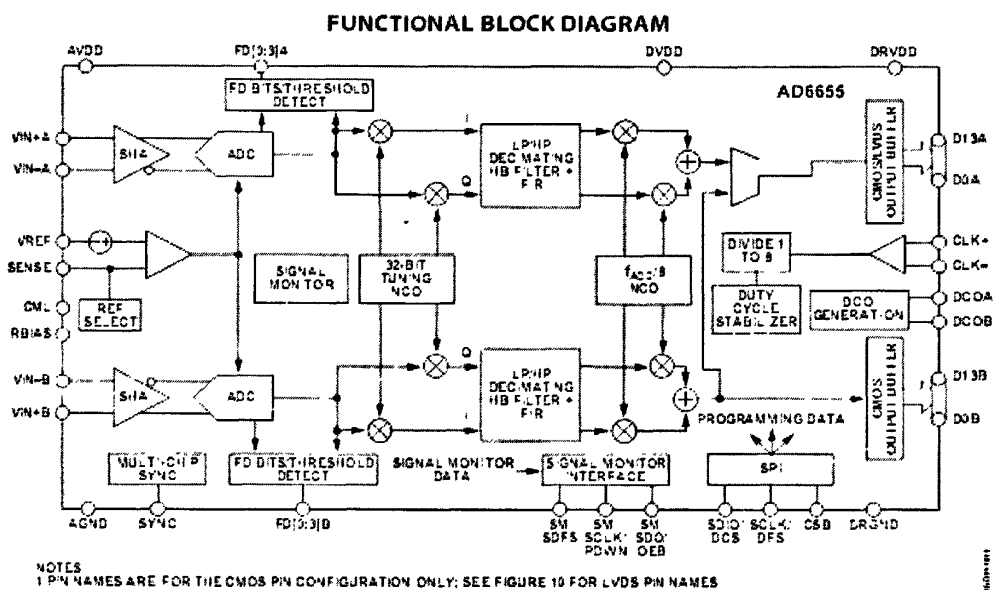 FUNCTIONAL BLOCK DIAGRAM
AVDD
FD[0:3]A
DVDD
DRVDD
AD6655
FD BITS/THRESHOLD
DETECT
VIN+A
VIN–A
SHA
ADC
I
Q
LP/HP
DECIMATING
HB FILTER +
FIR
CMOS/LVDS
OUTPUT BUFFER
D13A
D0A
VREF
SENSE
CML
RBIAS
REF
SELECT
SIGNAL
MONITOR
32-BIT
TUNING
NCO
fADC/8
NCO
DIVIDE 1
TO 8
DUTY
CYCLE
STABILIZER
DCO
GENERATION
CLK+
CLK–
DCOA
DCOB
VIN–B
VIN+B
SHA
ADC
Q
I
LP/HP
DECIMATING
HB FILTER +
FIR
CMOS
OUTPUT BUFFER
D13B
D0B
PROGRAMMING DATA
MULTI-CHIP
SYNC
FD BITS/THRESHOLD
DETECT
SIGNAL MONITOR
DATA
SIGNAL MONITOR
INTERFACE
SPI
AGND
SYNC
FD[0:3]B
SM
SDFS
SM
SCLK/
PDWN
SM
SDO/
OEB
SDIO/
DCS
SCLK/
DFS
CSB
DRGND
NOTES
1 PIN NAMES ARE FOR THE CMOS PIN CONFIGURATION ONLY; SEE FIGURE 10 FOR LVDS PIN NAMES